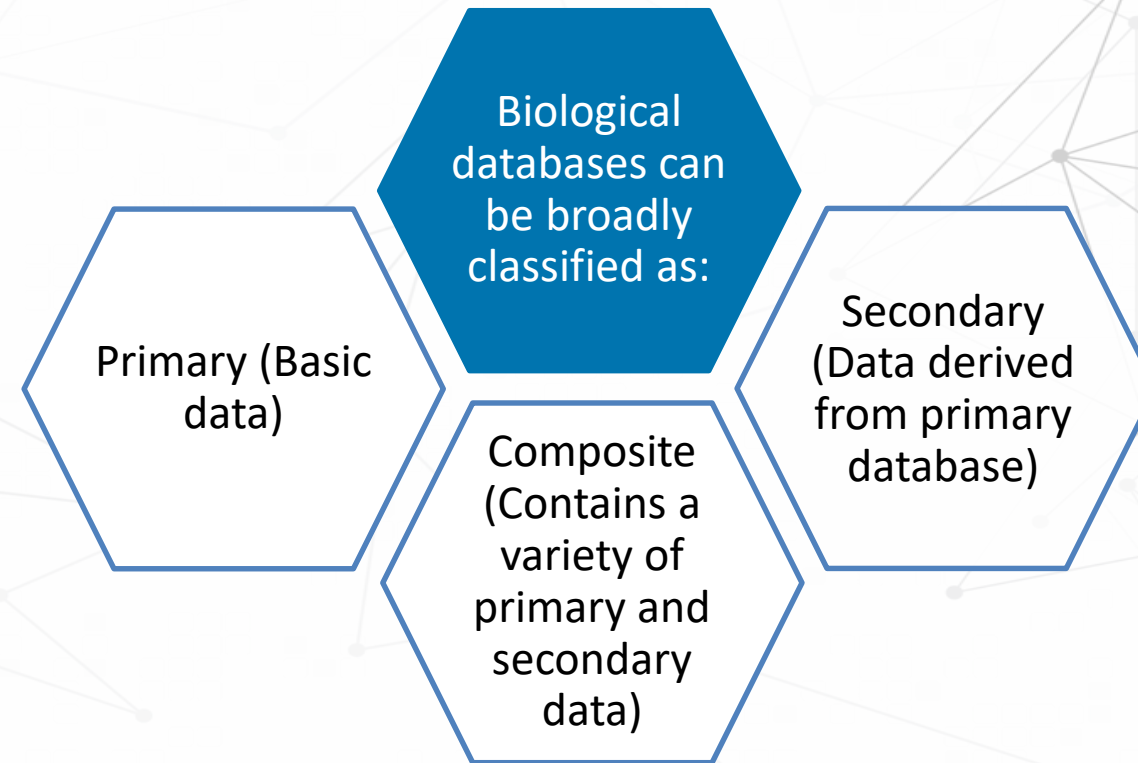 Biological
databases can
be broadly
classified as:
Primary (Basic
data)
Composite
(Contains a
variety of
primary and
secondary
data)
Secondary
(Data derived
from primary
database)